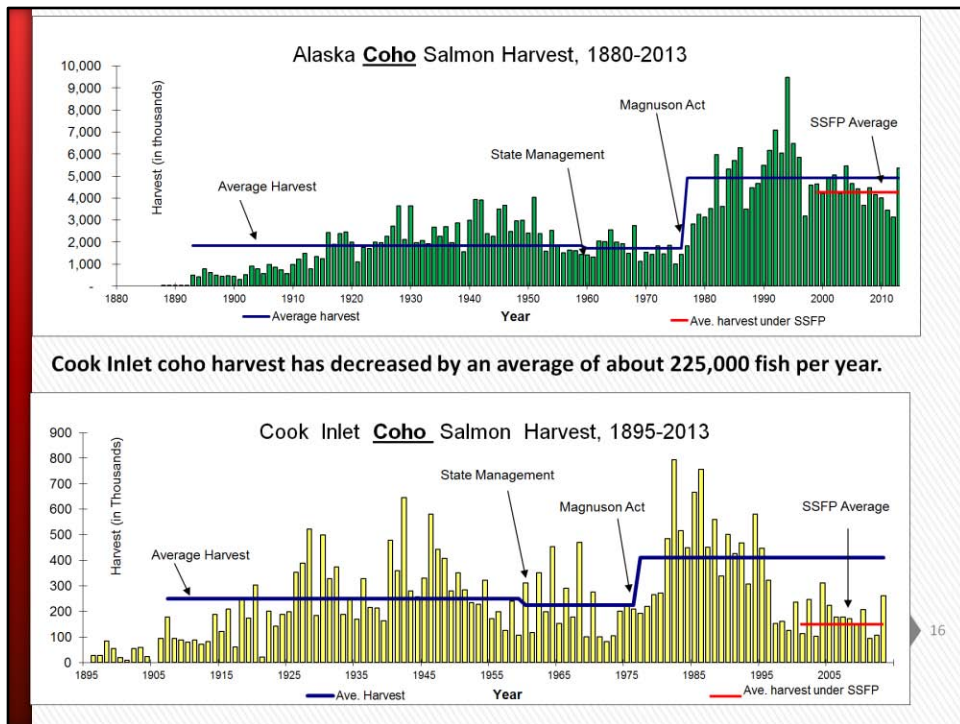 Alaska Coho Salmon Harvest, 1880-2013
Harvest (in thousands)
10,000
9,000
8,000
7,000
6,000
5,000
4,000
3,000
2,000
1,000
-
Magnuson Act
SSFP Average
State Management
Average Harvest
1880 1890 1900 1910 1920 1930 1940 1950 1960 1970 1980 1990 2000 2010
Average harvest
Year
Ave. harvest under SSFP
Cook Inlet coho harvest has decreased by an average of about 225,000 fish per year.
Cook Inlet Coho Salmon Harvest, 1895-2013
Harvest (in Thousands)
900
800
700
600
500
400
300
200
100
0
State Management
Magnuson Act
SSFP Average
Average Harvest
1895 1905 1915 1925 1935 1945 1955 1965 1975 1985 1995 2005
Ave. Harvest
Year
Ave. harvest under SSFP
16